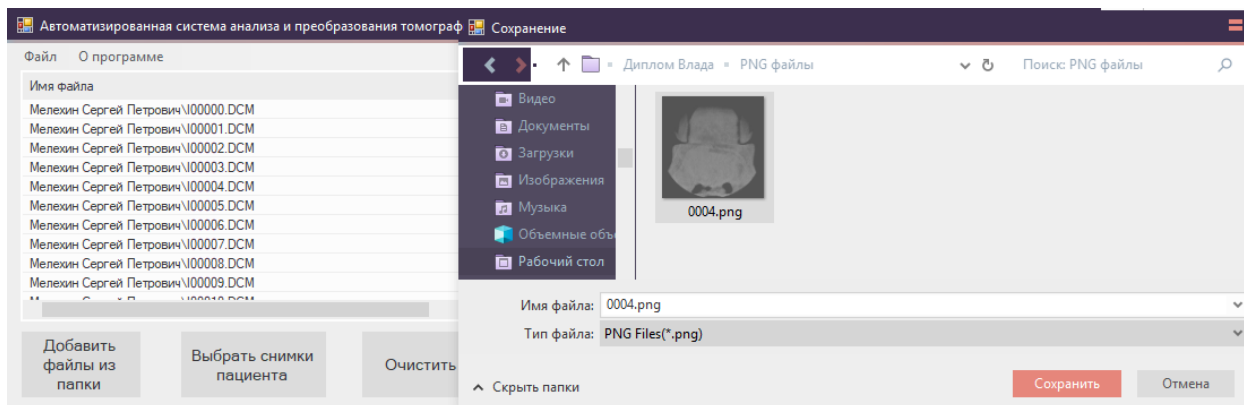 Автоматизированная система анализа и преобразования томограф
Файл О программе
Имя файла
Мелехин Сергей Петрович\I00000.DCM
Мелехин Сергей Петрович\I00001.DCM
Мелехин Сергей Петрович\I00002.DCM
Мелехин Сергей Петрович\I00003.DCM
Мелехин Сергей Петрович\I00004.DCM
Мелехин Сергей Петрович\I00005.DCM
Мелехин Сергей Петрович\I00006.DCM
Мелехин Сергей Петрович\I00007.DCM
Мелехин Сергей Петрович\I00008.DCM
Мелехин Сергей Петрович\I00009.DCM
Добавить
файлы из
папки
Выбрать снимки
пациента
Очистить
Сохранение
Диплом Влада PNG файлы
Поиск: PNG файлы
Видео
Документы
Загрузки
Изображения
Музыка
Объемные объ
Рабочий стол
0004.png
Имя файла: 0004.png
Тип файла: PNG Files(*.png)
Скрыть папки
Сохранить
Отмена